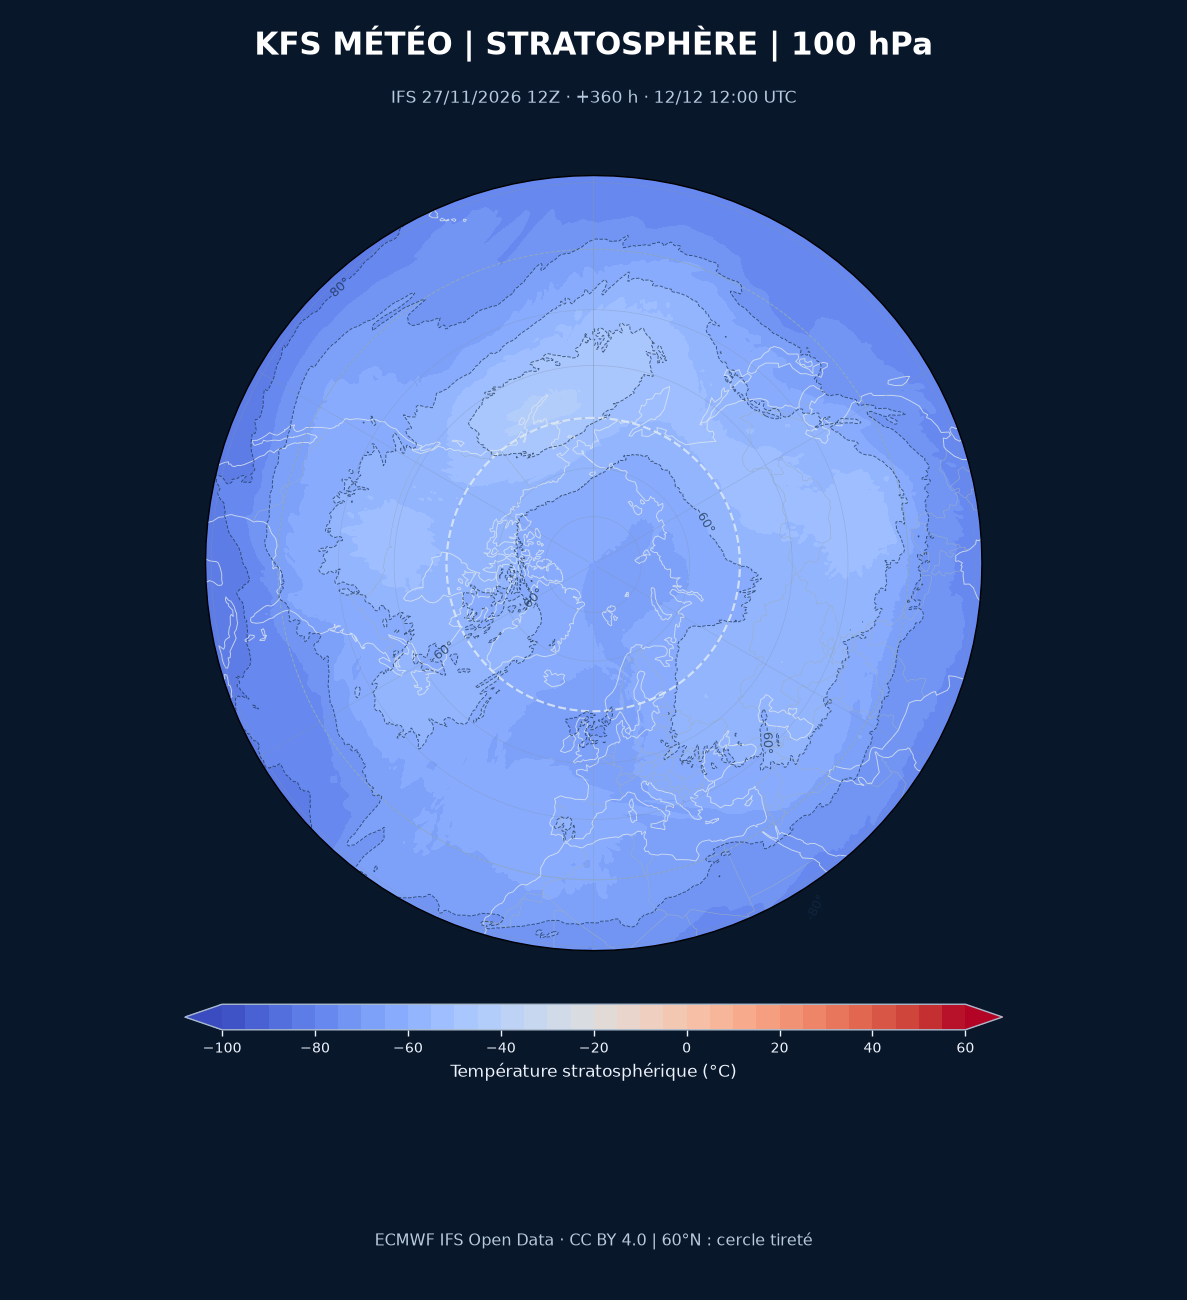 KFS MÉTÉO | STRATOSPHÈRE | 100 hPa
IFS 27/11/2026 12Z · +360 h · 12/12 12:00 UTC
-80°
60°
60°
-60°
-60°
-80°
−100 −80 −60 −40 −20 0 20 40 60
Température stratosphérique (°C)
ECMWF IFS Open Data · CC BY 4.0 | 60°N : cercle tireté